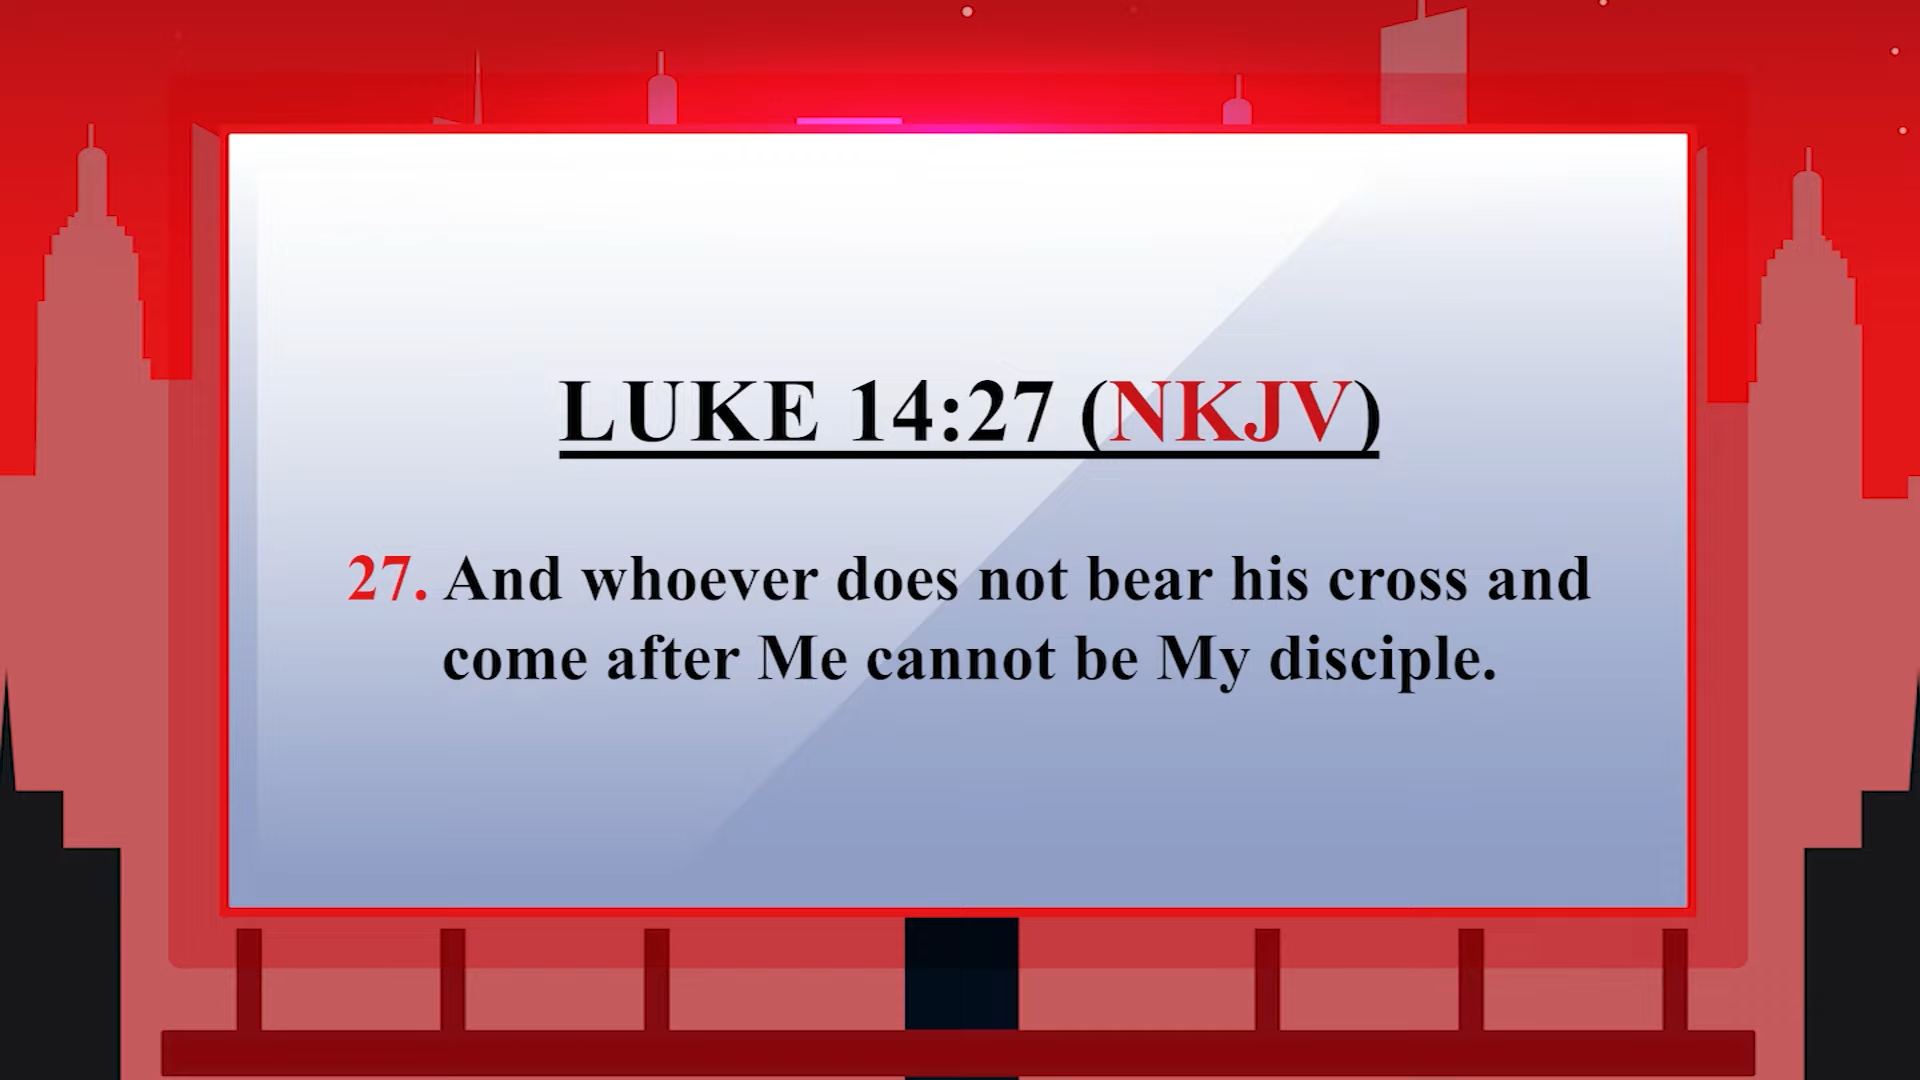 LUKE 14:27 (NKJV)
27. And whoever does not bear his cross and
come after Me cannot be My disciple.